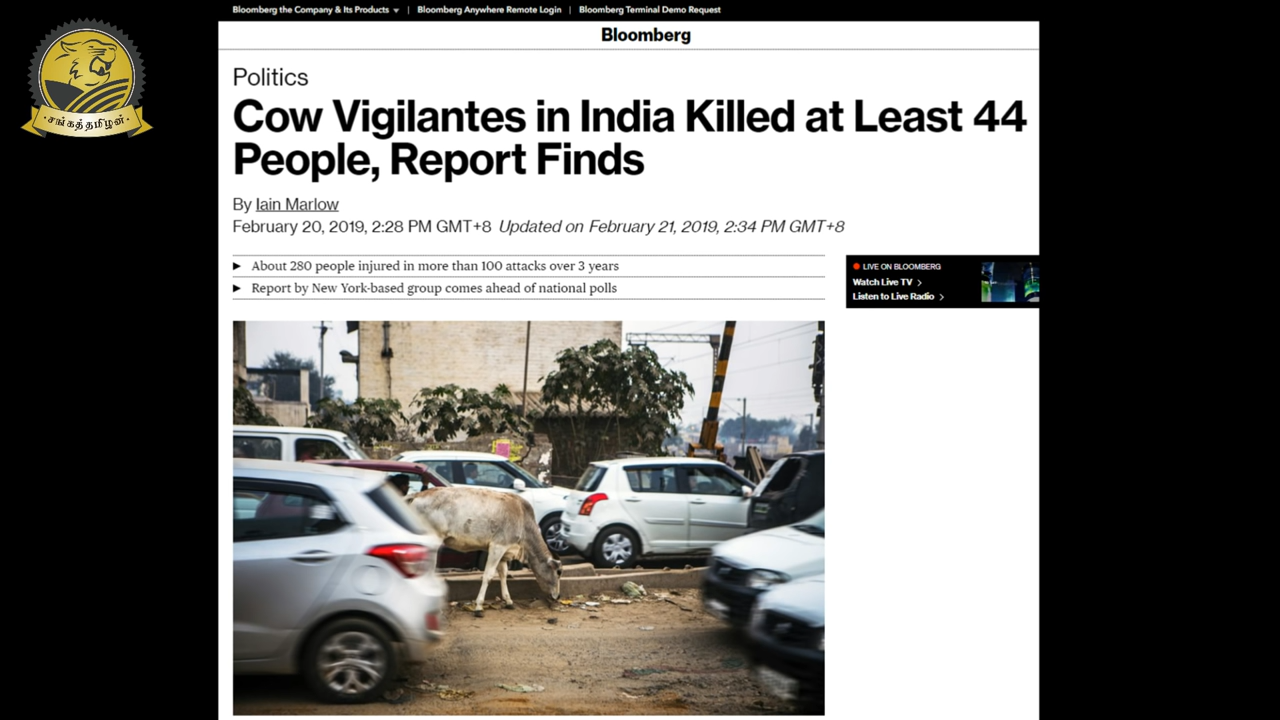 Bloomberg the Company & Its Products ▾ | Bloomberg Anywhere Remote Login | Bloomberg Terminal Demo Request
Bloomberg
சங்கத்தமிழன்
Politics
Cow Vigilantes in India Killed at Least 44
People, Report Finds
By Iain Marlow
February 20, 2019, 2:28 PM GMT+8 Updated on February 21, 2019, 2:34 PM GMT+8
► About 280 people injured in more than 100 attacks over 3 years
► Report by New York-based group comes ahead of national polls
LIVE ON BLOOMBERG
Watch Live TV >
Listen to Live Radio >